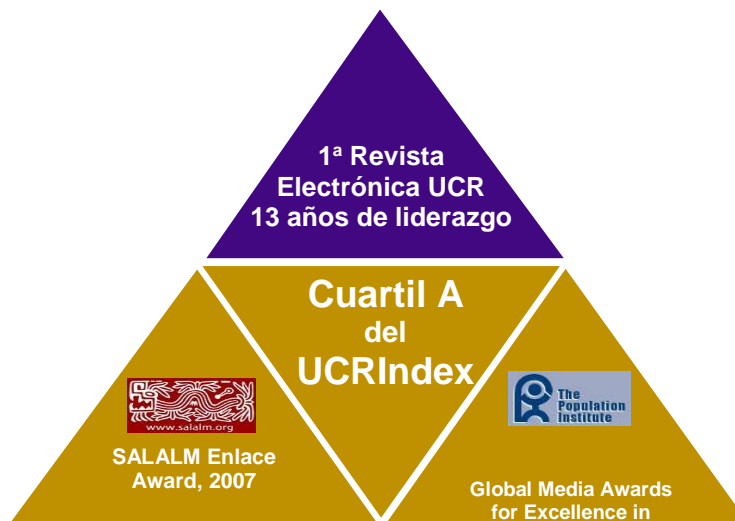 1ª Revista
Electrónica UCR
13 años de liderazgo
Cuartil A
del
UCRIndex
www.salalm.org
SALALM Enlace
Award, 2007
The
Population
Institute
Global Media Awards
for Excellence in